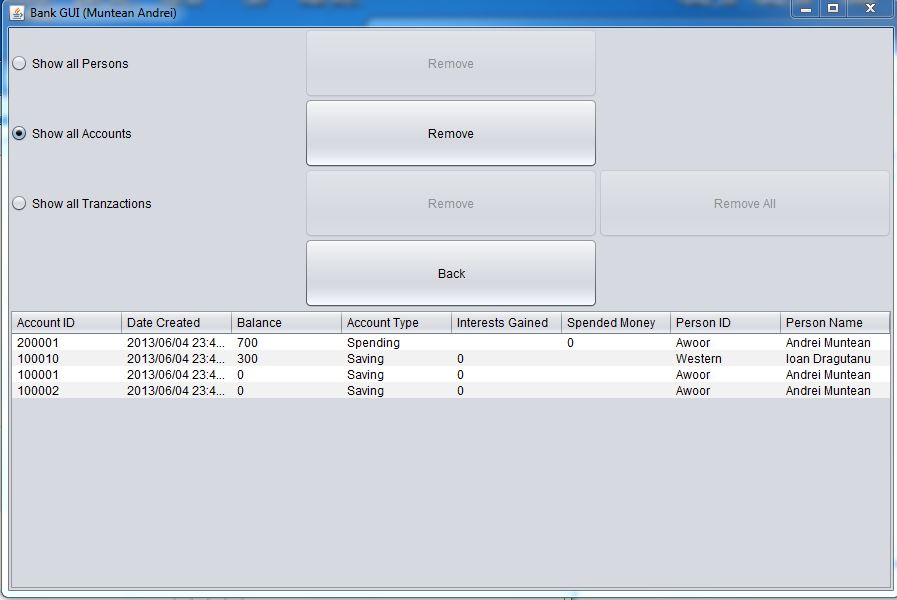 Bank GUI (Muntean Andrei)
Show all Persons Remove
Show all Accounts Remove
Show all Tranzactions Remove Remove All
Back
Account ID Date Created Balance Account Type Interests Gained Spended Money Person ID Person Name
200001 2013/06/04 23:4... 700 Spending 0 Awoor Andrei Muntean
100010 2013/06/04 23:4... 300 Saving 0 Western Ioan Dragutanu
100001 2013/06/04 23:4... 0 Saving 0 Awoor Andrei Muntean
100002 2013/06/04 23:4... 0 Saving 0 Awoor Andrei Muntean